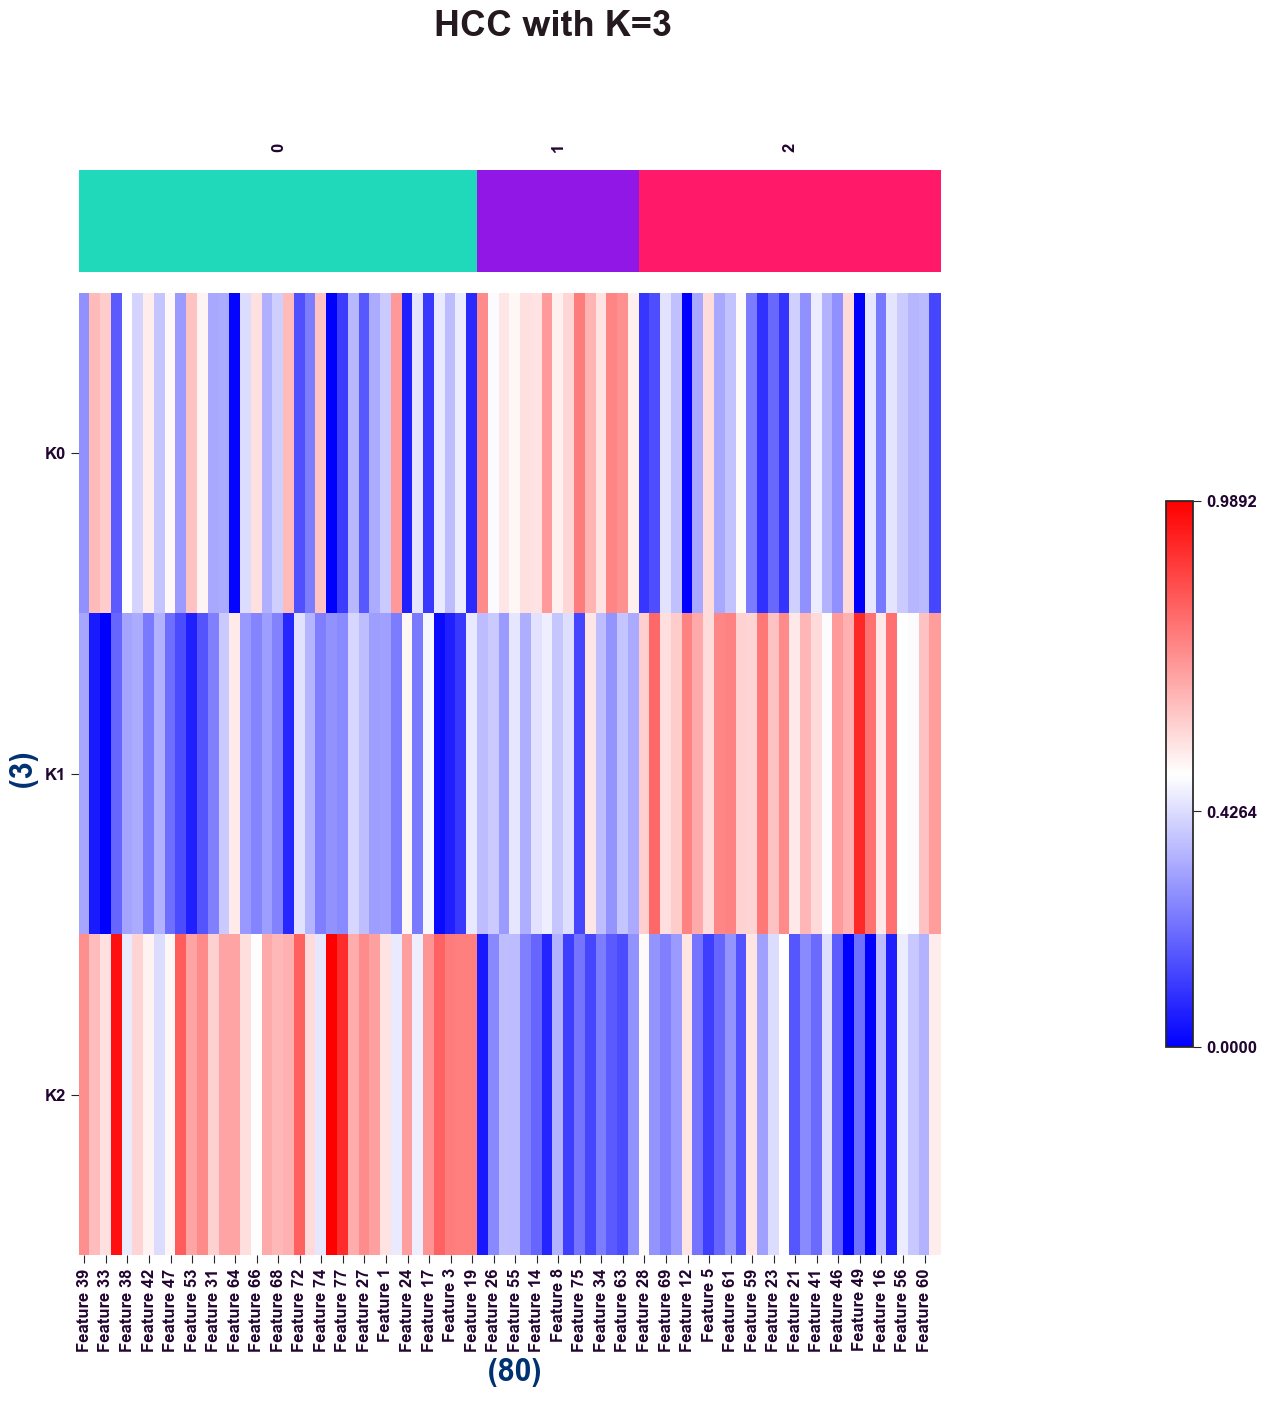 HCC with K=3
0
1
2
K0
K1
K2
(3)
0.9892
0.4264
0.0000
Feature 39
Feature 33
Feature 38
Feature 42
Feature 47
Feature 53
Feature 31
Feature 64
Feature 66
Feature 68
Feature 72
Feature 74
Feature 77
Feature 27
Feature 1
Feature 24
Feature 17
Feature 3
Feature 19
Feature 26
Feature 55
Feature 14
Feature 8
Feature 75
Feature 34
Feature 63
Feature 28
Feature 69
Feature 12
Feature 5
Feature 61
Feature 59
Feature 23
Feature 21
Feature 41
Feature 46
Feature 49
Feature 16
Feature 56
Feature 60
(80)